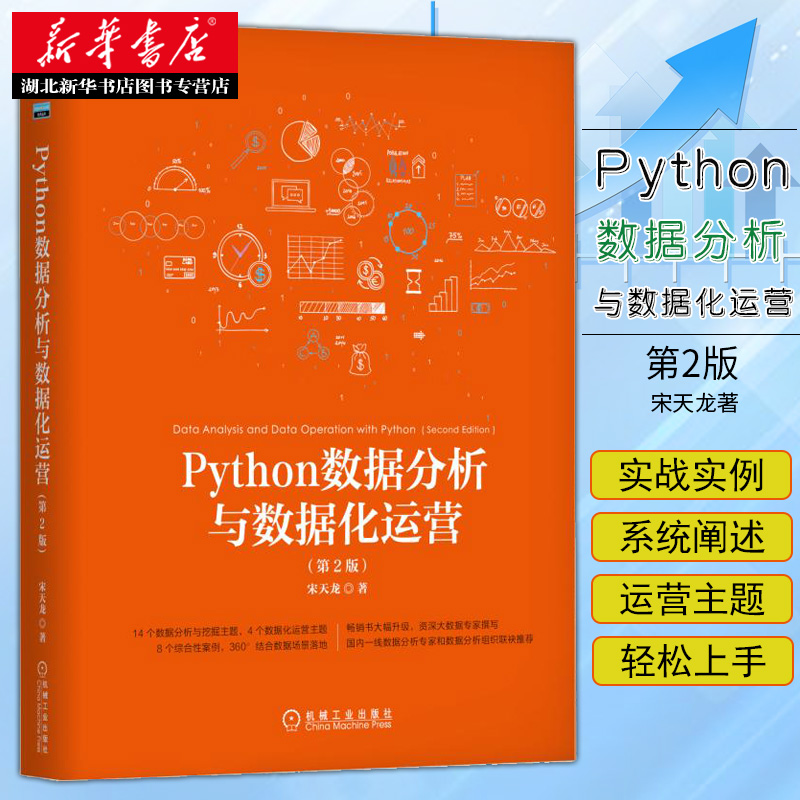 新华书店
湖北新华书店图书专营店
Python数据分析与数据化运营(第2版)
宋天龙◎著
机械工业出版社
China Machine Press
Data Analysis and Data Operation with Python (Second Edition)
Python数据分析
与数据化运营
(第2版)
宋天龙◎著
14个数据分析与挖掘主题,4个数据化运营主题
8个综合性案例,360°结合数据场景落地
畅销书大幅升级,资深大数据专家撰写
国内一线数据分析专家和数据分析组织联袂推荐
机械工业出版社
China Machine Press
Python
数据分析
与数据化运营
第2版
宋天龙著
实战实例
系统阐述
运营主题
轻松上手